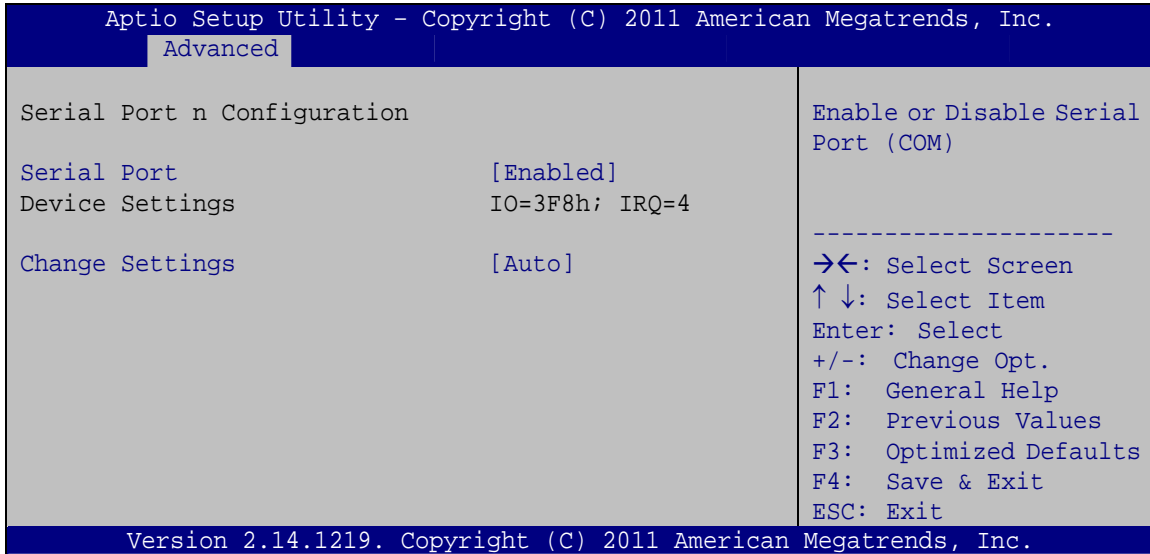 Aptio Setup Utility – Copyright (C) 2011 American Megatrends, Inc.
Advanced
Serial Port n Configuration
Serial Port [Enabled]
Device Settings IO=3F8h; IRQ=4
Change Settings [Auto]
Enable or Disable Serial
Port (COM)
---------------------
→←: Select Screen
↑ ↓: Select Item
Enter: Select
+/-: Change Opt.
F1: General Help
F2: Previous Values
F3: Optimized Defaults
F4: Save & Exit
ESC: Exit
Version 2.14.1219. Copyright (C) 2011 American Megatrends, Inc.